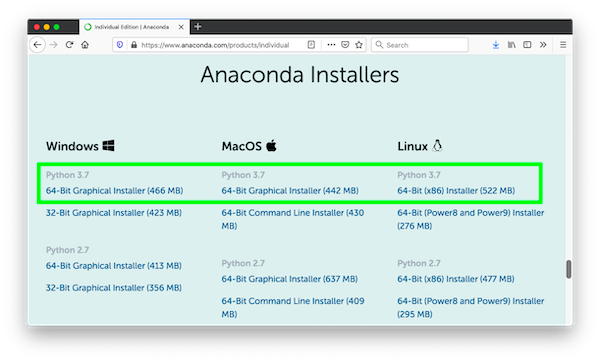 Individual Edition | Anaconda
https://www.anaconda.com/products/individual
Search
Anaconda Installers
Windows
Python 3.7
64-Bit Graphical Installer (466 MB)
32-Bit Graphical Installer (423 MB)
Python 2.7
64-Bit Graphical Installer (413 MB)
32-Bit Graphical Installer (356 MB)
MacOS
Python 3.7
64-Bit Graphical Installer (442 MB)
64-Bit Command Line Installer (430
MB)
Python 2.7
64-Bit Graphical Installer (637 MB)
64-Bit Command Line Installer (409
MB)
Linux
Python 3.7
64-Bit (x86) Installer (522 MB)
64-Bit (Power8 and Power9) Installer
(276 MB)
Python 2.7
64-Bit (x86) Installer (477 MB)
64-Bit (Power8 and Power9) Installer
(295 MB)